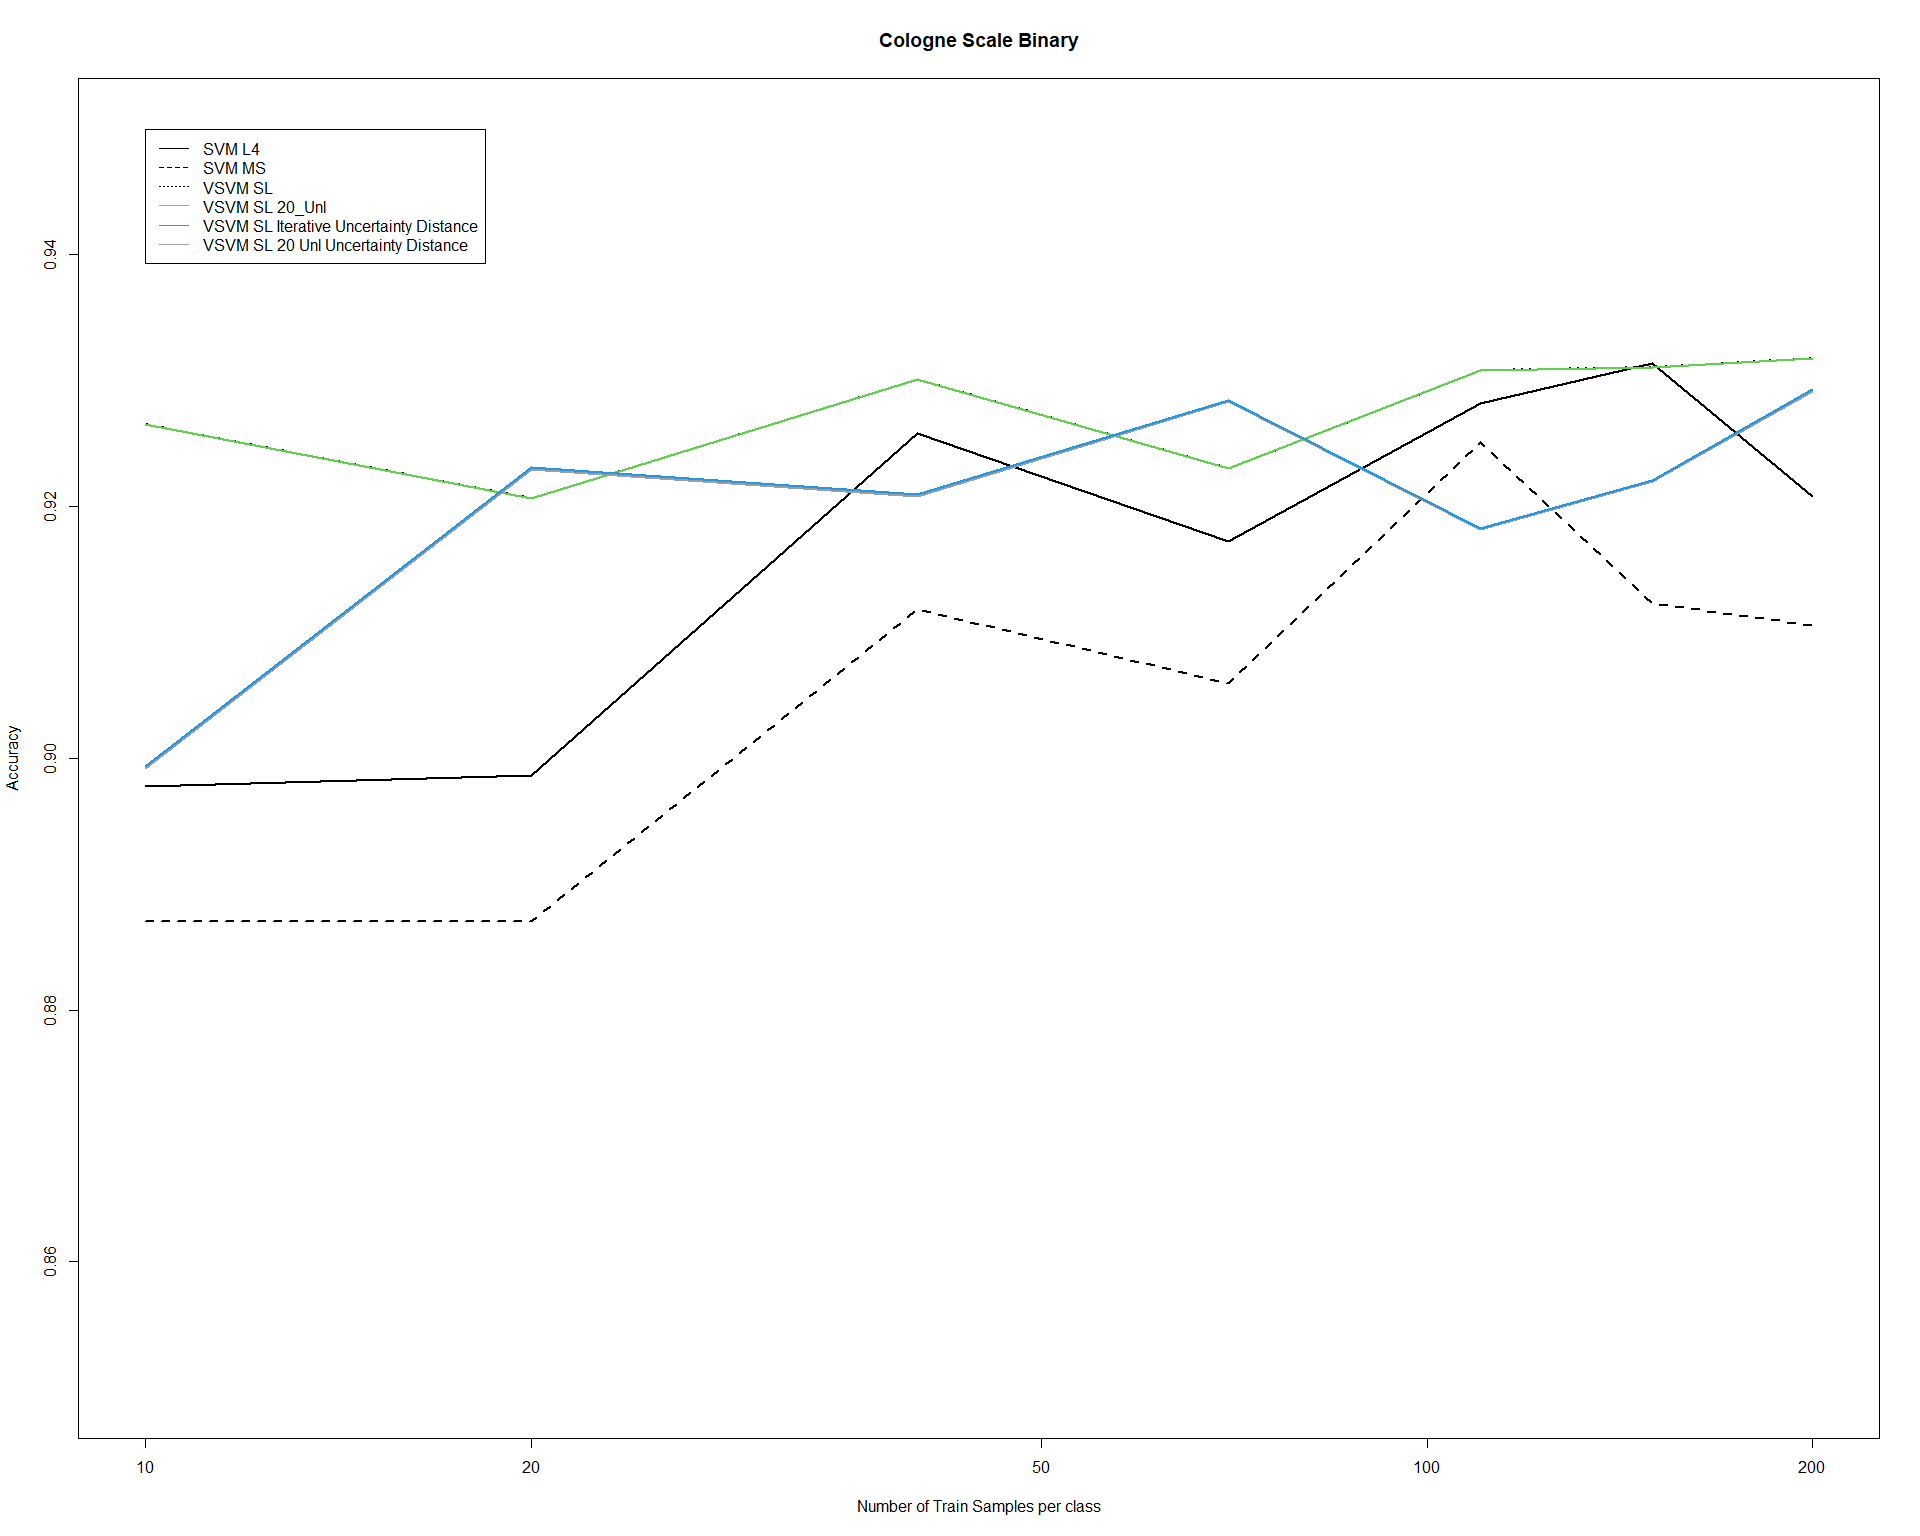 Cologne Scale Binary
SVM L4
SVM MS
VSVM SL
VSVM SL 20_Unl
VSVM SL Iterative Uncertainty Distance
VSVM SL 20 Unl Uncertainty Distance
0.94
0.92
0.90
0.88
0.86
Accuracy
10 20 50 100 200
Number of Train Samples per class